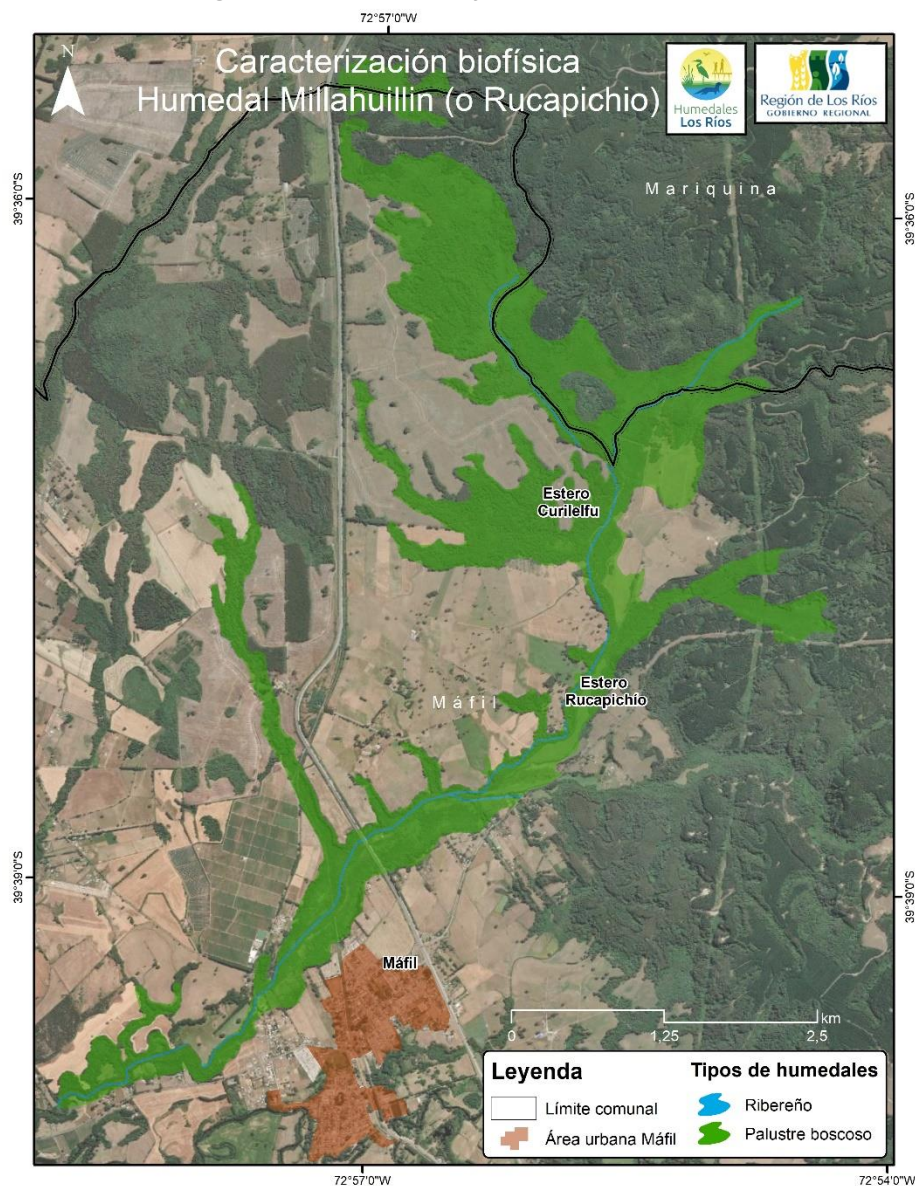 72°57'0"W
N
Caracterización biofísica
Humedal Millahuillin (o Rucapichio)
Humedales
Los Ríos
Región de Los Ríos
GOBIERNO REGIONAL
Mariquina
39°36'0"S
39°36'0"S
Estero
Curilelfu
Estero
Rucapichío
Máfil
39°39'0"S
39°39'0"S
Máfil
km
0
1,25
2,5
Leyenda
Límite comunal
Área urbana Máfil
Tipos de humedales
Ribereño
Palustre boscoso
72°57'0"W
72°54'0"W